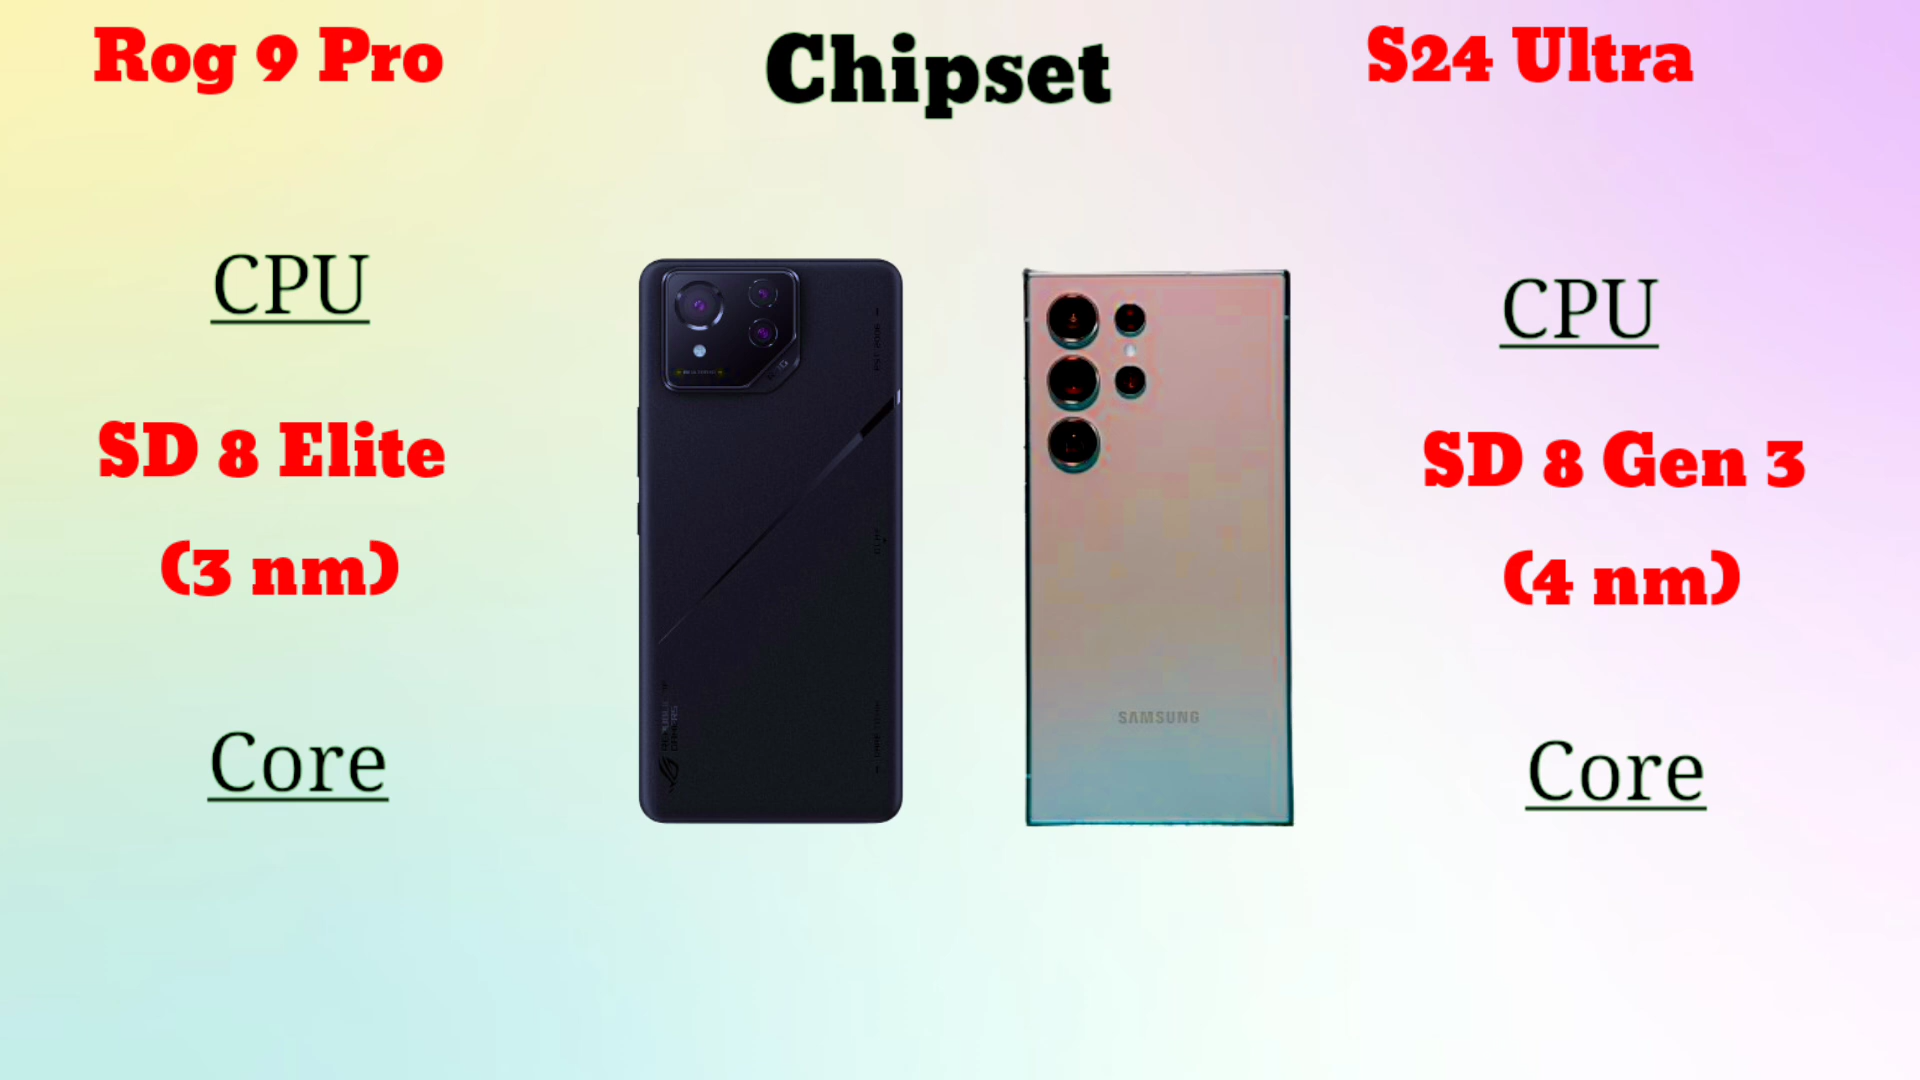 Rog 9 Pro
Chipset
S24 Ultra
CPU
SD 8 Elite
(3 nm)
Core
CPU
SD 8 Gen 3
(4 nm)
Core
SAMSUNG